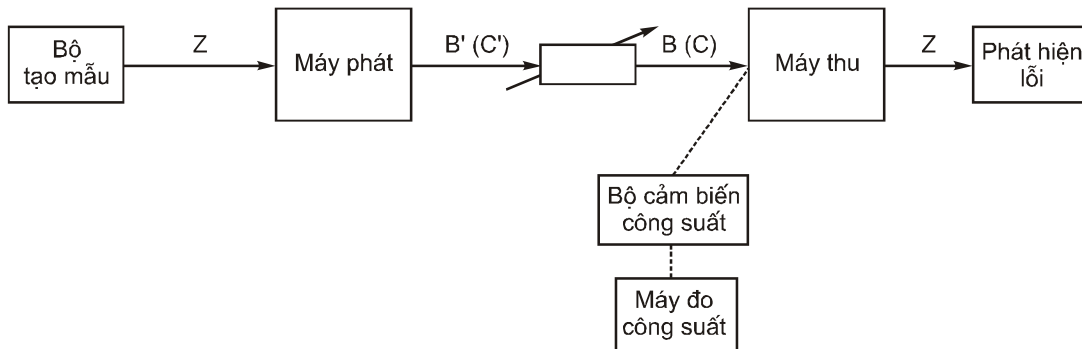 Bộ
tạo mẫu
Z
Máy phát
B' (C')
B (C)
Máy thu
Z
Phát hiện
lỗi
Bộ cảm biến
công suất
Máy đo
công suất